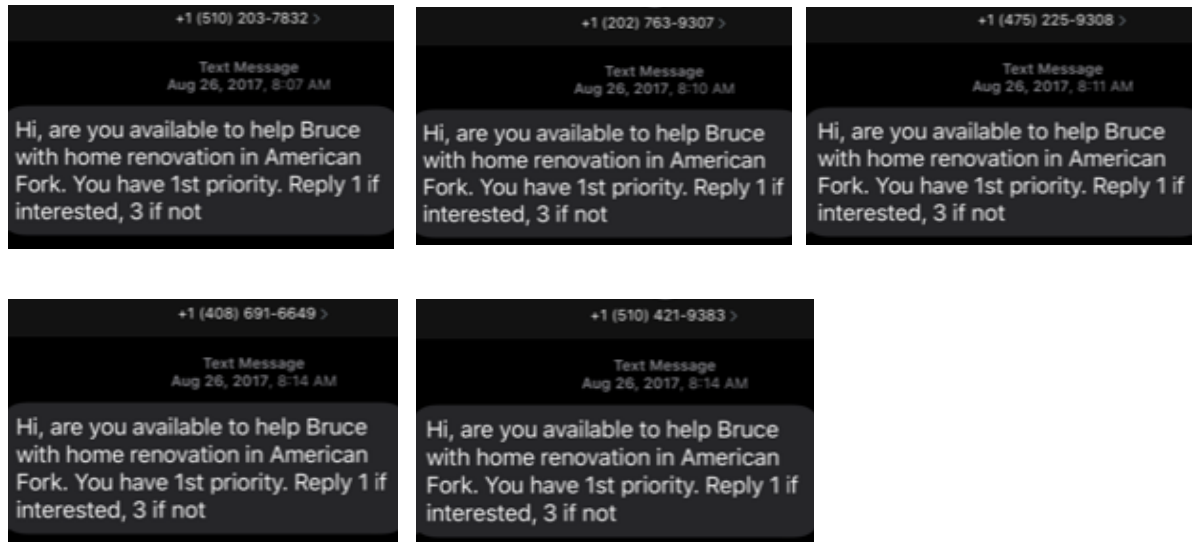 +1 (510) 203-7832 >
Text Message
Aug 26, 2017, 8:07 AM
Hi, are you available to help Bruce
with home renovation in American
Fork. You have 1st priority. Reply 1 if
interested, 3 if not
+1 (202) 763-9307 >
Text Message
Aug 26, 2017, 8:10 AM
Hi, are you available to help Bruce
with home renovation in American
Fork. You have 1st priority. Reply 1 if
interested, 3 if not
+1 (475) 225-9308 >
Text Message
Aug 26, 2017, 8:11 AM
Hi, are you available to help Bruce
with home renovation in American
Fork. You have 1st priority. Reply 1 if
interested, 3 if not
+1 (408) 691-6649 >
Text Message
Aug 26, 2017, 8:14 AM
Hi, are you available to help Bruce
with home renovation in American
Fork. You have 1st priority. Reply 1 if
interested, 3 if not
+1 (510) 421-9383 >
Text Message
Aug 26, 2017, 8:14 AM
Hi, are you available to help Bruce
with home renovation in American
Fork. You have 1st priority. Reply 1 if
interested, 3 if not